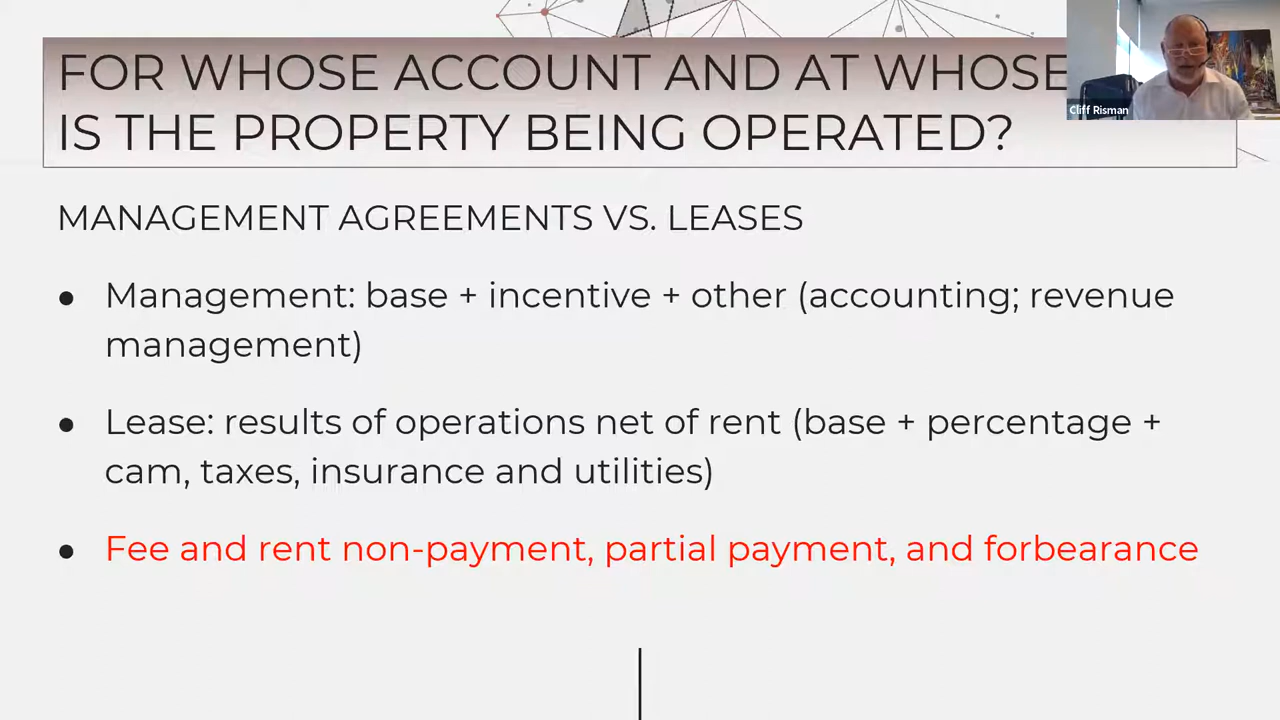 FOR WHOSE ACCOUNT AND AT WHOSE
IS THE PROPERTY BEING OPERATED?
Cliff Risman
MANAGEMENT AGREEMENTS VS. LEASES
● Management: base + incentive + other (accounting; revenue
management)
● Lease: results of operations net of rent (base + percentage +
cam, taxes, insurance and utilities)
● Fee and rent non-payment, partial payment, and forbearance